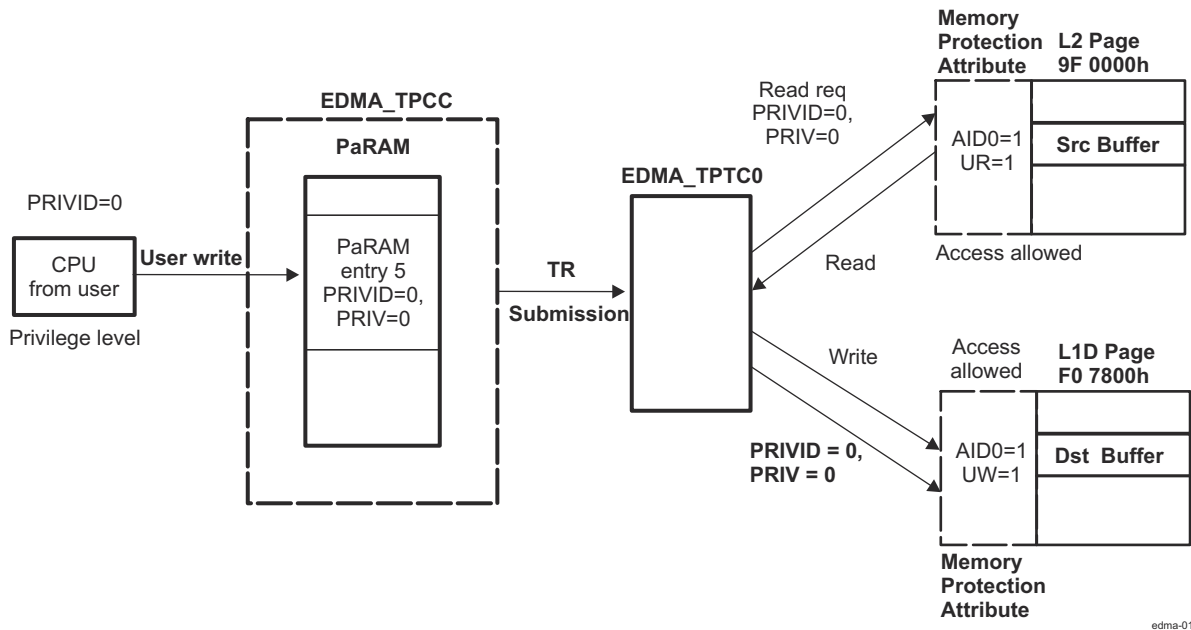 PRIVID=0
CPU
from user
Privilege level
User write
EDMA_TPCC
PaRAM
PaRAM
entry 5
PRIVID=0,
PRIV=0
TR
Submission
EDMA_TPTC0
Read req
PRIVID=0,
PRIV=0
Read
Write
PRIVID = 0,
PRIV = 0
Memory
Protection
Attribute
L2 Page
9F 0000h
AID0=1
UR=1
Src Buffer
Access allowed
Access
allowed
L1D Page
F0 7800h
AID0=1
UW=1
Dst Buffer
Memory
Protection
Attribute
edma-01